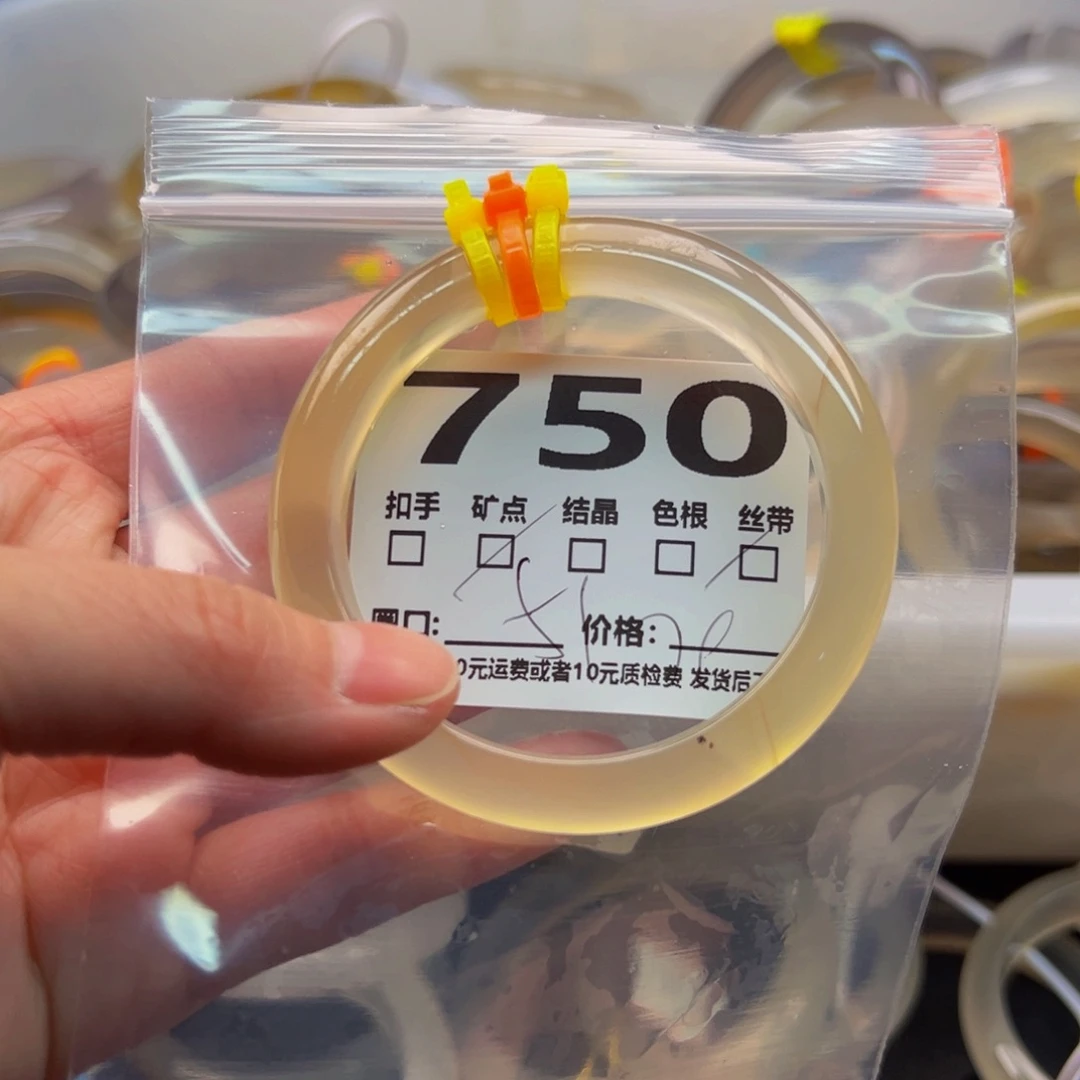 750
扣手 矿点 结晶 色根 丝带
圈口: 价格:
0元运费或者10元质检费 发货后